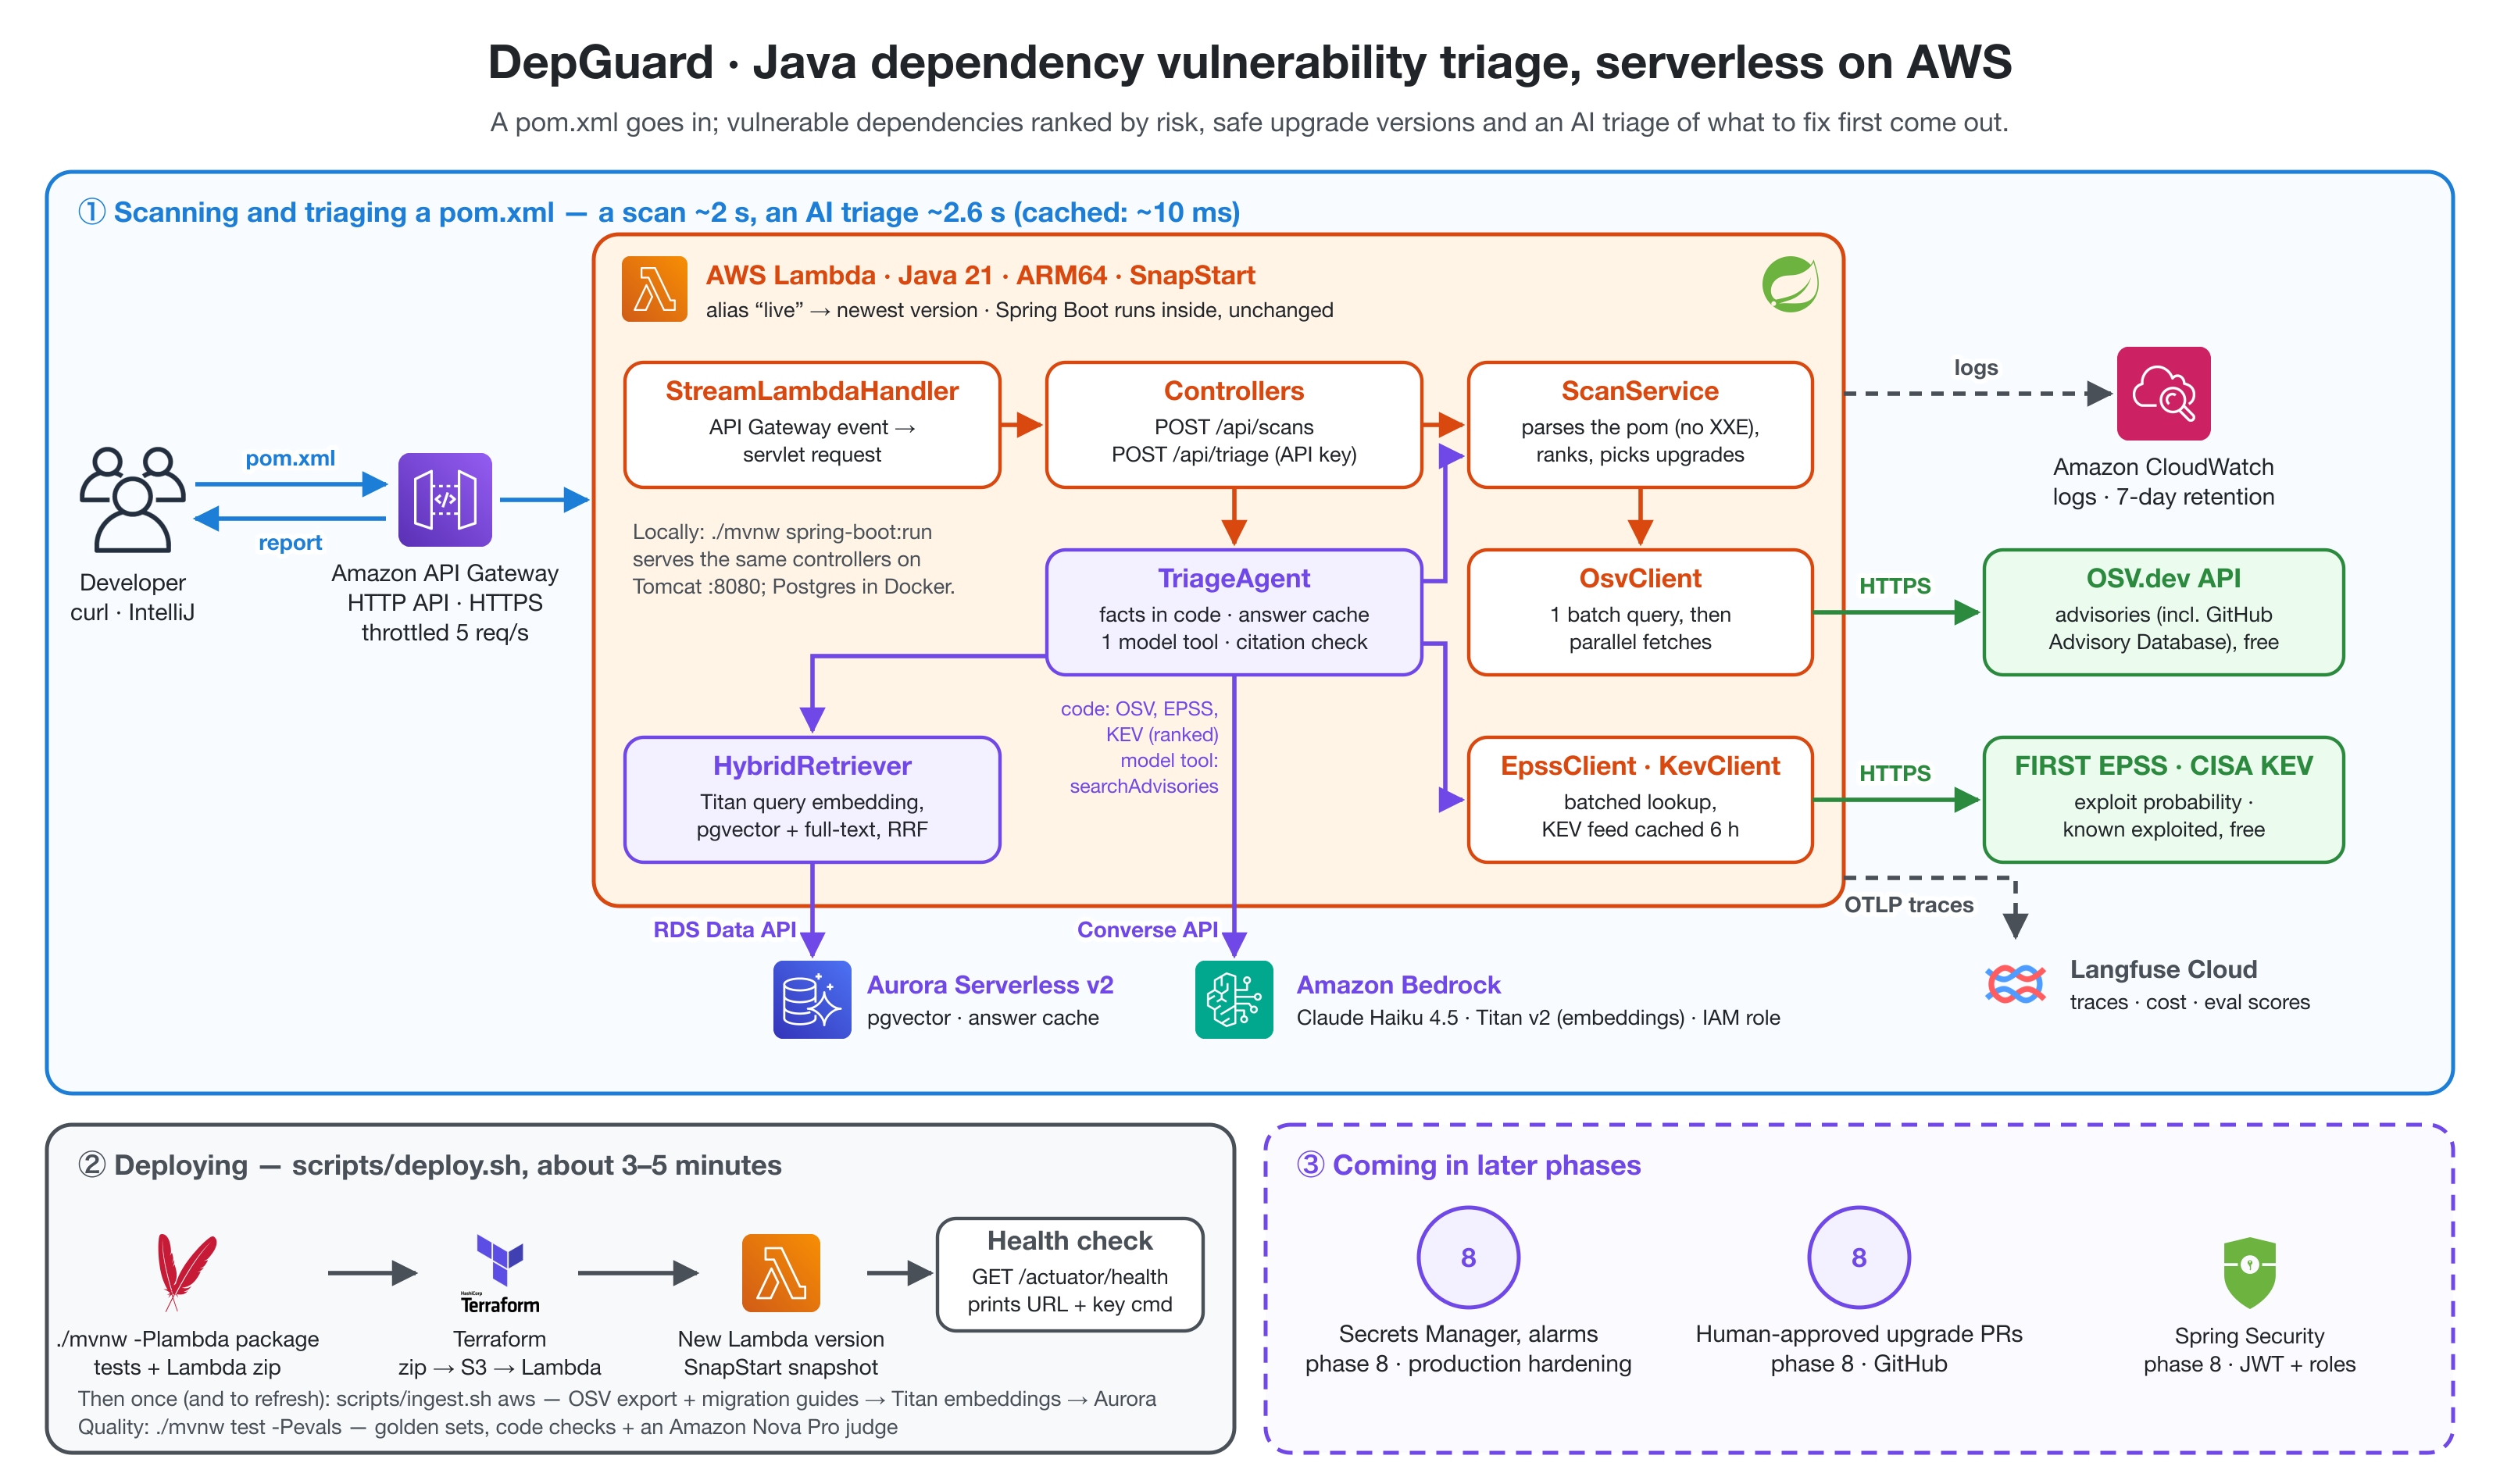 DepGuard · Java dependency vulnerability triage, serverless on AWS
A pom.xml goes in; vulnerable dependencies ranked by risk, safe upgrade versions and an AI triage of what to fix first come out.
① Scanning and triaging a pom.xml — a scan ~2 s, an AI triage ~2.6 s (cached: ~10 ms)
AWS Lambda · Java 21 · ARM64 · SnapStart
alias “live” → newest version · Spring Boot runs inside, unchanged
StreamLambdaHandler
API Gateway event →
servlet request
Controllers
POST /api/scans
POST /api/triage (API key)
ScanService
parses the pom (no XXE),
ranks, picks upgrades
logs
Amazon CloudWatch
logs · 7-day retention
pom.xml
report
Developer
curl · IntelliJ
Amazon API Gateway
HTTP API · HTTPS
throttled 5 req/s
Locally: ./mvnw spring-boot:run
serves the same controllers on
Tomcat :8080; Postgres in Docker.
TriageAgent
facts in code · answer cache
1 model tool · citation check
OsvClient
1 batch query, then
parallel fetches
HTTPS
OSV.dev API
advisories (incl. GitHub
Advisory Database), free
code: OSV, EPSS,
KEV (ranked)
model tool:
searchAdvisories
HybridRetriever
Titan query embedding,
pgvector + full-text, RRF
EpssClient · KevClient
batched lookup,
KEV feed cached 6 h
HTTPS
FIRST EPSS · CISA KEV
exploit probability ·
known exploited, free
RDS Data API
Converse API
OTLP traces
Aurora Serverless v2
pgvector · answer cache
Amazon Bedrock
Claude Haiku 4.5 · Titan v2 (embeddings) · IAM role
Langfuse Cloud
traces · cost · eval scores
② Deploying — scripts/deploy.sh, about 3–5 minutes
./mvnw -Plambda package
tests + Lambda zip
HashiCorp
Terraform
Terraform
zip → S3 → Lambda
New Lambda version
SnapStart snapshot
Health check
GET /actuator/health
prints URL + key cmd
Then once (and to refresh): scripts/ingest.sh aws — OSV export + migration guides → Titan embeddings → Aurora
Quality: ./mvnw test -Pevals — golden sets, code checks + an Amazon Nova Pro judge
③ Coming in later phases
8
Secrets Manager, alarms
phase 8 · production hardening
8
Human-approved upgrade PRs
phase 8 · GitHub
Spring Security
phase 8 · JWT + roles